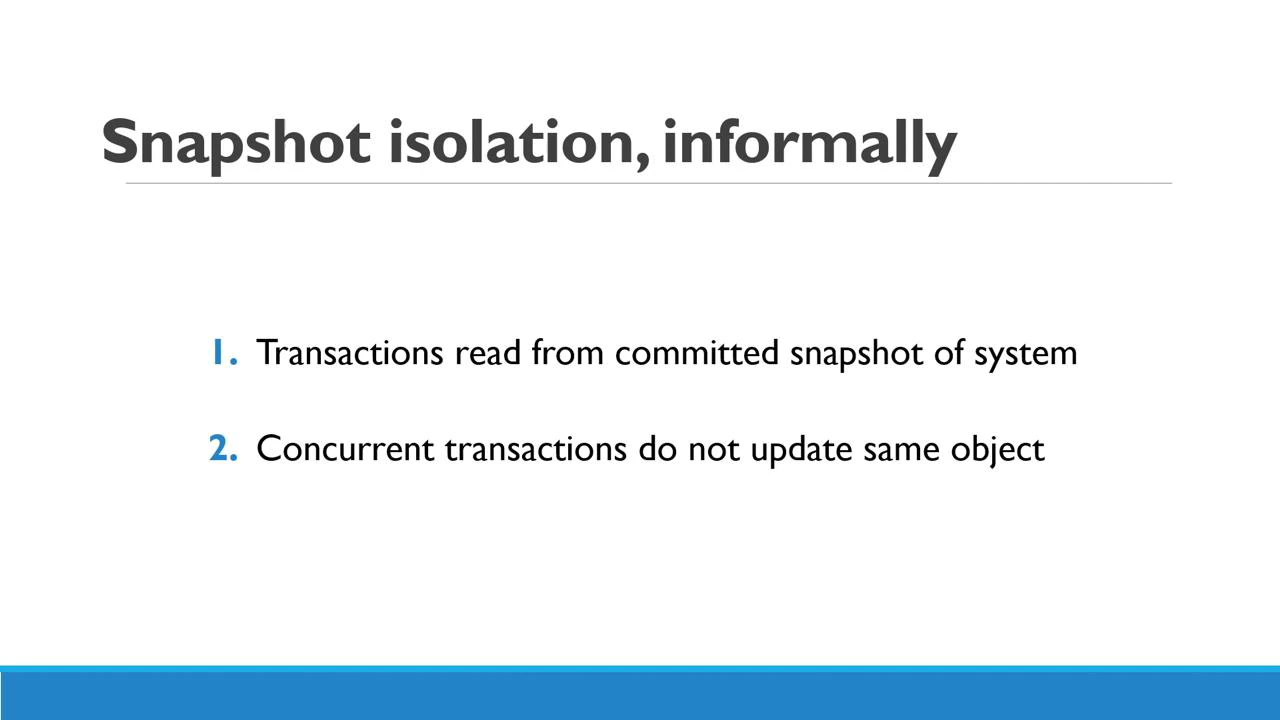 Snapshot isolation, informally
1. Transactions read from committed snapshot of system
2. Concurrent transactions do not update same object